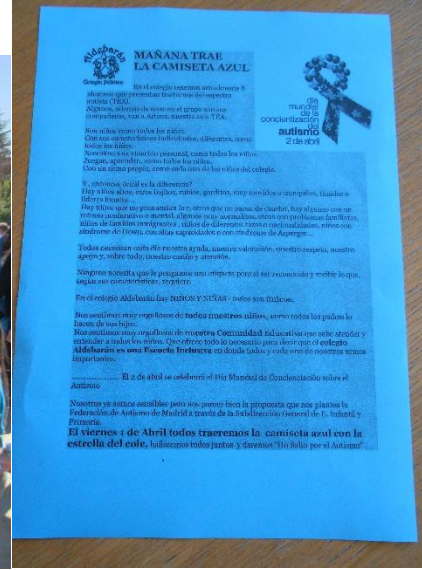 Aldebarán
Colegio Público
MAÑANA TRAE
LA CAMISETA AZUL
día
mundial
de la
concientización
del
autismo
2 de abril
En el colegio tenemos actualmente 8
alumnos que presentan trastornos del espectro
autista (TEA).
Algunos, además de estar en el grupo con sus
compañeros, van a Artana, nuestra aula TEA.
Son niños como todos los niños.
Con sus características individuales, diferentes, como
todos los niños.
Necesitan una atención personal, como todos los niños.
Juegan, aprenden, como todos los niños.
Con un ritmo propio, como cada uno de los niños del colegio.
Y, entonces ¿cuál es la diferencia?
Hay niños altos, otros bajitos, rubios, gorditos, muy movidos o tranquilos, tímidos o
líderes
Hay niños que no pronuncian la r, otros que no paran de charlar, hay algunos con un
retraso madurativo o mental, algunos son normalitos, otros con problemas familiares,
niños de familias inmigrantes, niños de diferentes razas o nacionalidades, niños con
síndrome de Down, con altas capacidades o con síndrome de Asperger...
Todos necesitan cada día nuestra ayuda, nuestra valoración, nuestro respeto, nuestro
apoyo y, sobre todo, nuestro cariño y atención.
Ninguno necesita que le pongamos una etiqueta para así ser reconocido y recibir lo que,
según sus características, requiere.
En el colegio Aldebarán hay NIÑOS Y NIÑAS todos son únicos.
Nos sentimos muy orgullosos de todos nuestros niños, como todos los padres lo
hacen de sus hijos.
Nos sentimos muy orgullosos de nuestra Comunidad Educativa que sabe atender y
entender a todos los niños. Que ofrece todo lo necesario para decir que el colegio
Aldebarán es una Escuela Inclusiva en donde todos y cada uno de nosotros somos
importantes.
.................... El 2 de abril se celebrará el Día Mundial de Concientización sobre el
Autismo
Nosotros ya somos sensibles pero nos parece bien la propuesta que nos plantea la
Federación de Autismo de Madrid a través de la Subdirección General de E. Infantil y
Primaria.
El viernes 1 de Abril todos traeremos la camiseta azul con la
estrella del cole, bailaremos todos juntos y daremos "Un Salto por el Autismo"